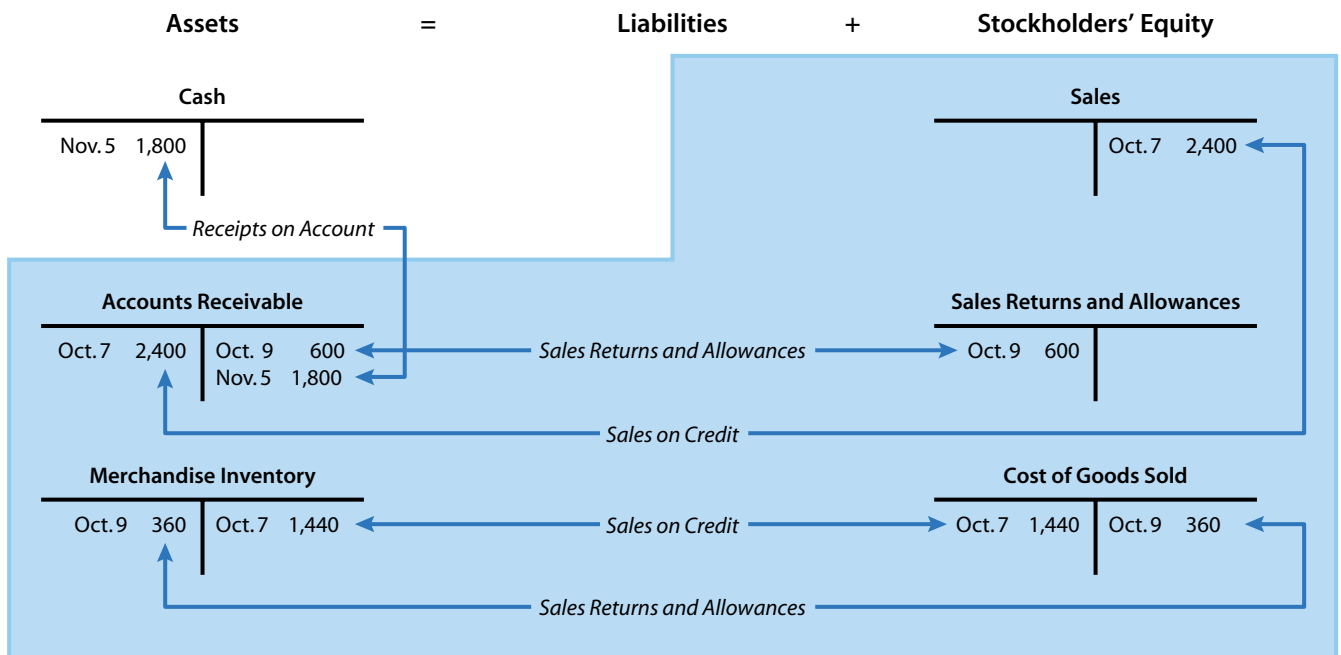 Assets = Liabilities + Stockholders’ Equity
Cash
Nov. 5 1,800
Sales
Oct. 7 2,400
Receipts on Account
Accounts Receivable
Oct. 7 2,400 Oct. 9 600
Nov. 5 1,800
Sales Returns and Allowances
Sales Returns and Allowances
Oct. 9 600
Sales on Credit
Merchandise Inventory
Oct. 9 360 Oct. 7 1,440
Sales on Credit
Cost of Goods Sold
Oct. 7 1,440 Oct. 9 360
Sales Returns and Allowances